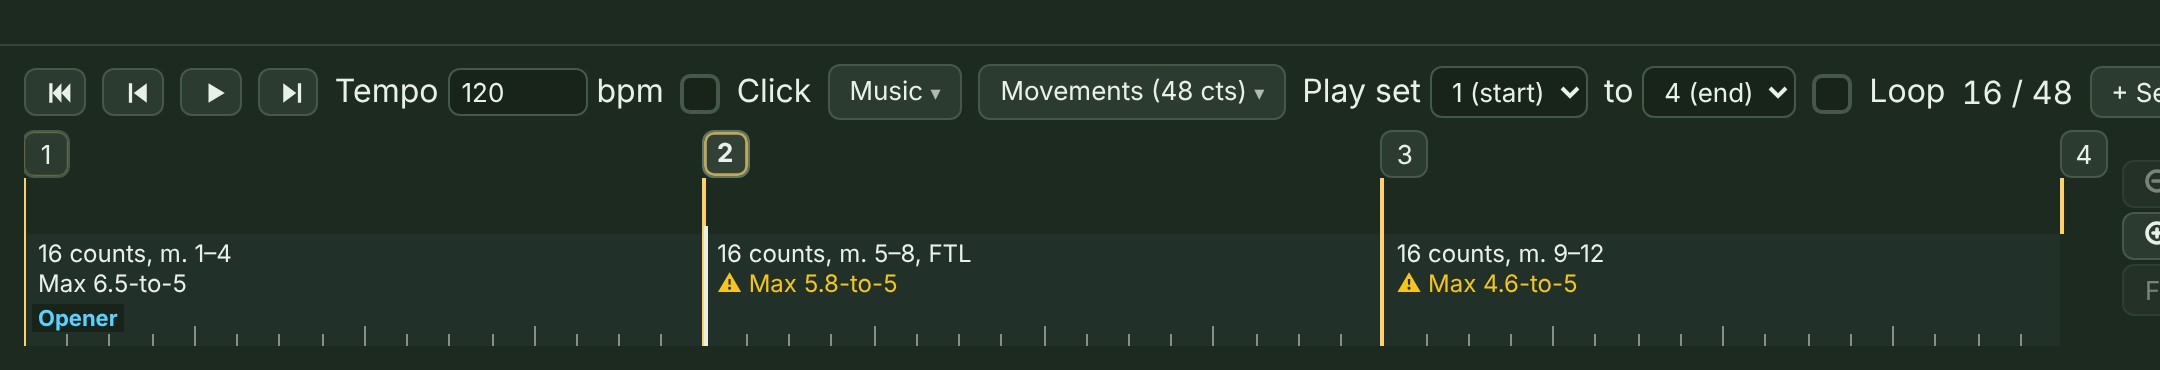 Tempo 120 bpm Click Music ▾ Movements (48 cts) ▾ Play set 1 (start) to 4 (end) Loop 16 / 48 + Se
1 2 3 4
16 counts, m. 1–4
Max 6.5-to-5
Opener
16 counts, m. 5–8, FTL
Max 5.8-to-5
16 counts, m. 9–12
Max 4.6-to-5
F